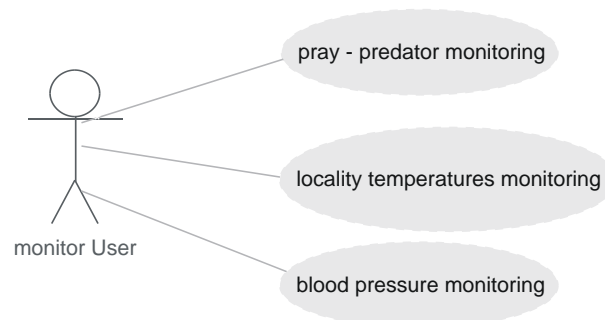 pray - predator monitoring
locality temperatures monitoring
monitor User
blood pressure monitoring